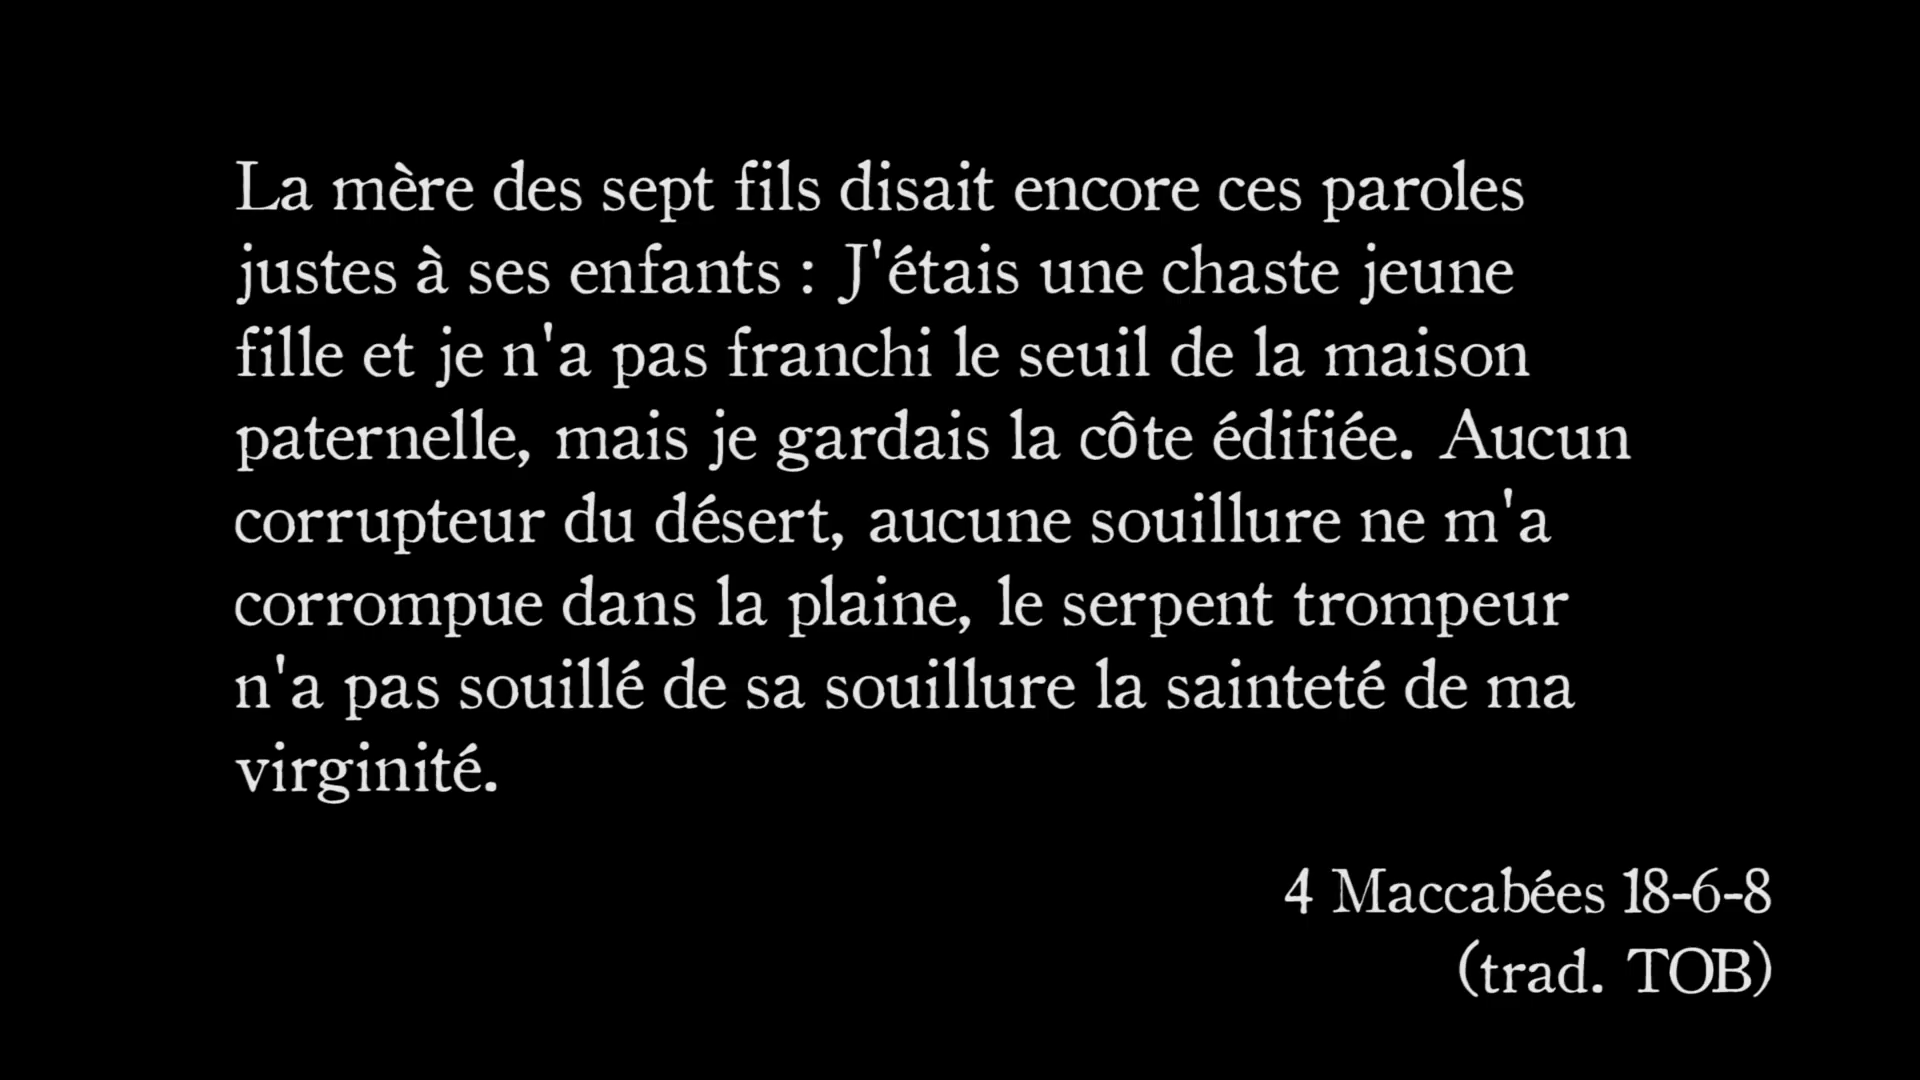 La mère des sept fils disait encore ces paroles
justes à ses enfants : J'étais une chaste jeune
fille et je n'a pas franchi le seuil de la maison
paternelle, mais je gardais la côte édifiée. Aucun
corrupteur du désert, aucune souillure ne m'a
corrompue dans la plaine, le serpent trompeur
n'a pas souillé de sa souillure la sainteté de ma
virginité.
4 Maccabées 18-6-8
(trad. TOB)